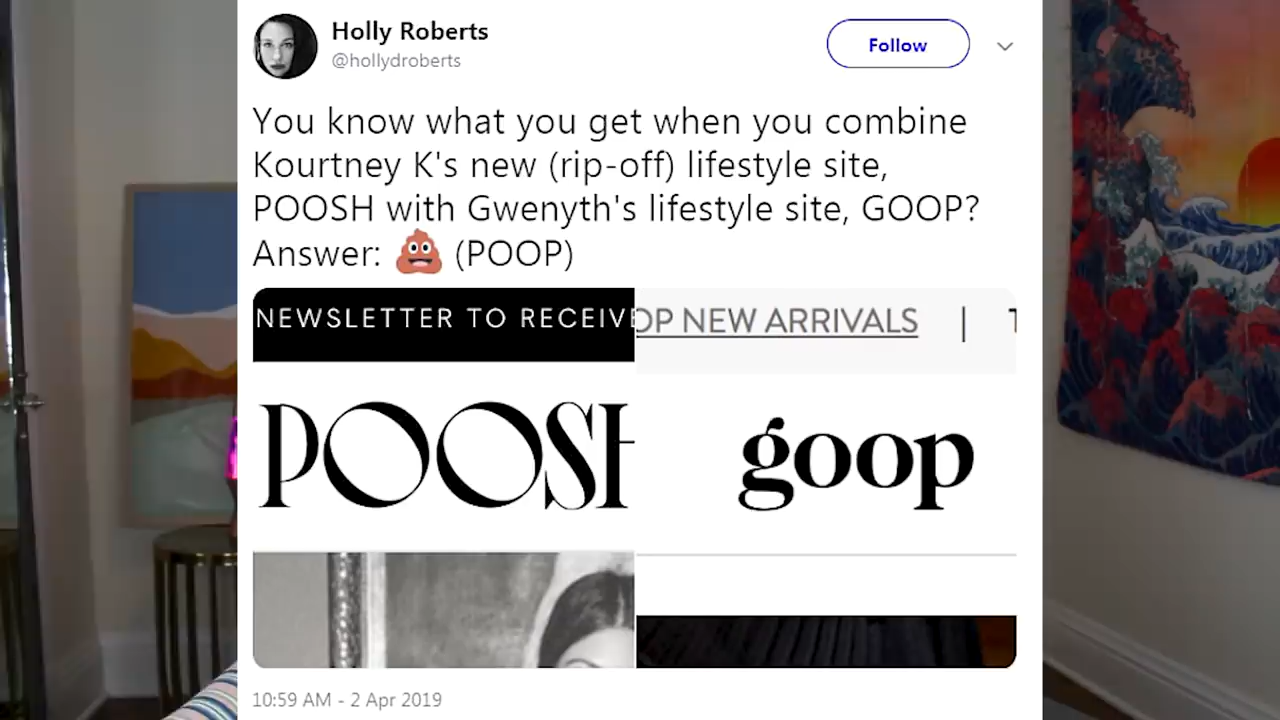 Holly Roberts
@hollydroberts
Follow
You know what you get when you combine
Kourtney K's new (rip-off) lifestyle site,
POOSH with Gwenyth's lifestyle site, GOOP?
Answer: 💩 (POOP)
NEWSLETTER TO RECEIVE
OP NEW ARRIVALS |
POOSH
goop
10:59 AM - 2 Apr 2019